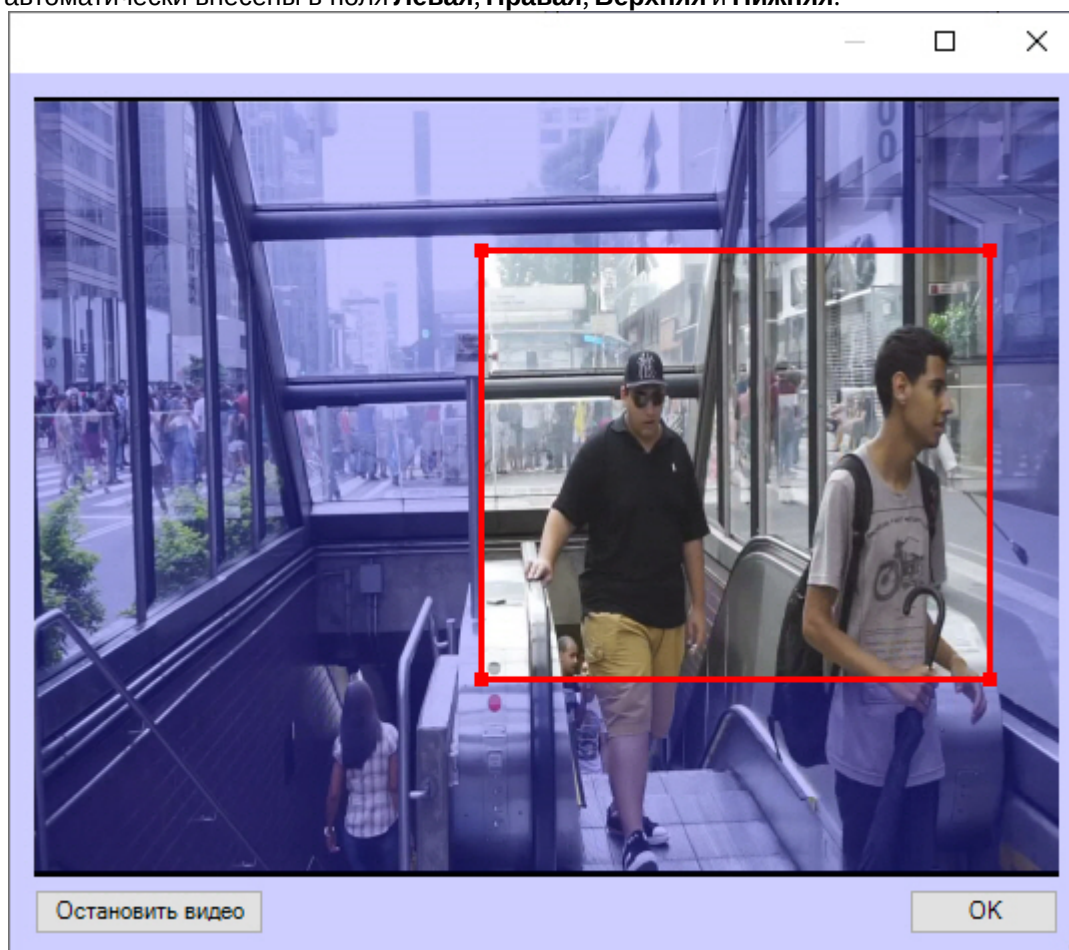 автоматически внесены в поля Левая, Правая, Верхняя и Нижняя.
Остановить видео
OK